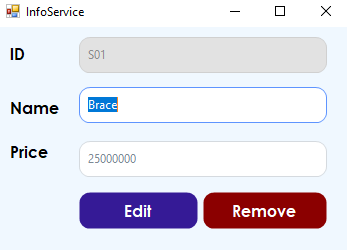 InfoService
ID S01
Name Brace
Price 25000000
Edit Remove